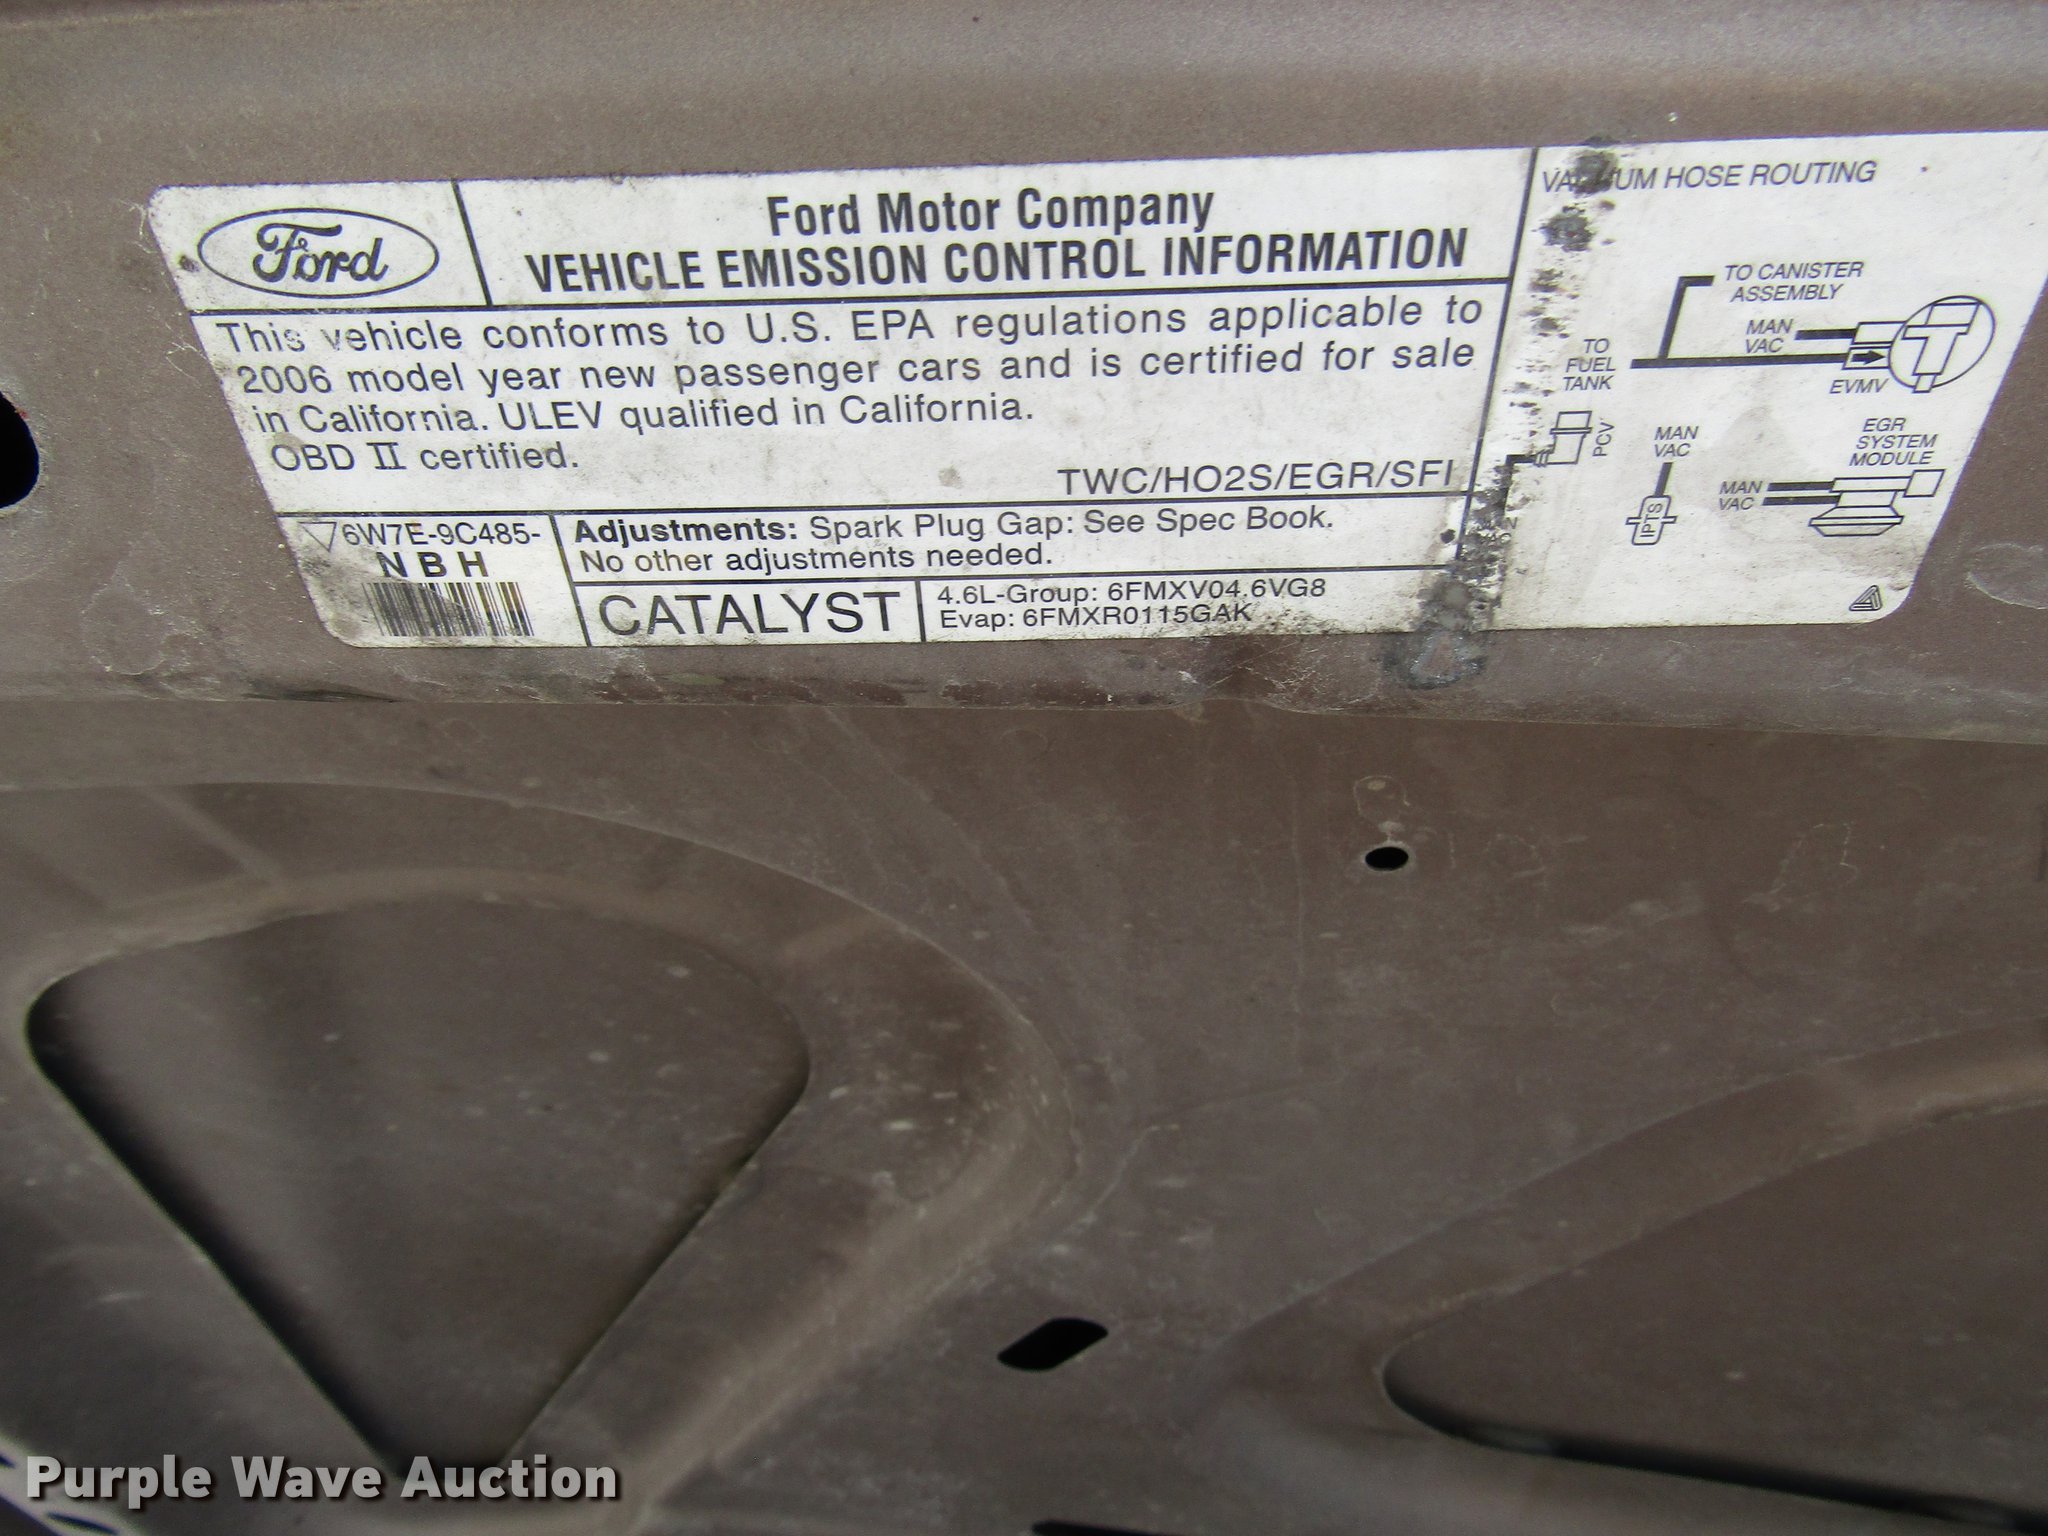 Ford
Ford Motor Company
VEHICLE EMISSION CONTROL INFORMATION
This vehicle conforms to U.S. EPA regulations applicable to
2006 model year new passenger cars and is certified for sale
in California. ULEV qualified in California.
OBD II certified.
TWC/HO2S/EGR/SFI
6W7E-9C485-
N B H
Adjustments: Spark Plug Gap: See Spec Book.
No other adjustments needed.
CATALYST
4.6L-Group: 6FMXV04.6VG8
Evap: 6FMXR0115GAK
VACUUM HOSE ROUTING
TO CANISTER
ASSEMBLY
MAN
VAC
TO
FUEL
TANK
EVMV
PCV
MAN
VAC
EGR
SYSTEM
MODULE
MAN
VAC
IPTS
MAN
VAC
Purple Wave Auction